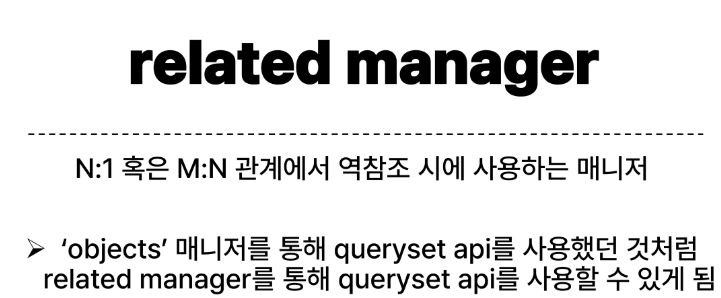 related manager
N:1 혹은 M:N 관계에서 역참조 시에 사용하는 매니저
➢ ‘objects’ 매니저를 통해 queryset api를 사용했던 것처럼
related manager를 통해 queryset api를 사용할 수 있게 됨